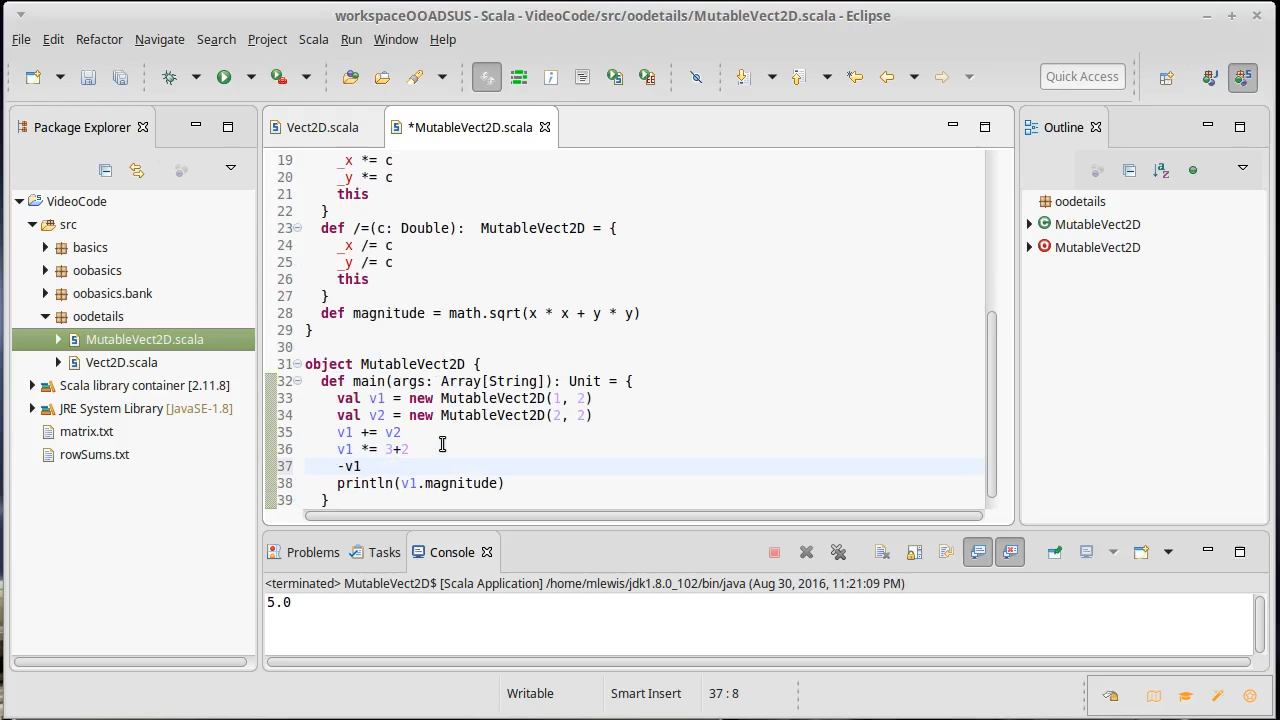 workspaceOOADSUS - Scala - VideoCode/src/oodetails/MutableVect2D.scala - Eclipse
File Edit Refactor Navigate Search Project Scala Run Window Help
Quick Access
Package Explorer
VideoCode
src
basics
oobasics
oobasics.bank
oodetails
MutableVect2D.scala
Vect2D.scala
Scala library container [2.11.8]
JRE System Library [JavaSE-1.8]
matrix.txt
rowSums.txt
Vect2D.scala *MutableVect2D.scala
19 _x *= c
20 _y *= c
21 this
22 }
23 def /=(c: Double):  MutableVect2D = {
24 _x /= c
25 _y /= c
26 this
27 }
28 def magnitude = math.sqrt(x * x + y * y)
29 }
30
31 object MutableVect2D {
32 def main(args: Array[String]): Unit = {
33 val v1 = new MutableVect2D(1, 2)
34 val v2 = new MutableVect2D(2, 2)
35 v1 += v2
36 v1 *= 3+2
37 -v1
38 println(v1.magnitude)
39 }
Outline
oodetails
MutableVect2D
MutableVect2D
Problems Tasks Console
<terminated> MutableVect2D$ [Scala Application] /home/mlewis/jdk1.8.0_102/bin/java (Aug 30, 2016, 11:21:09 PM)
5.0
Writable Smart Insert 37 : 8